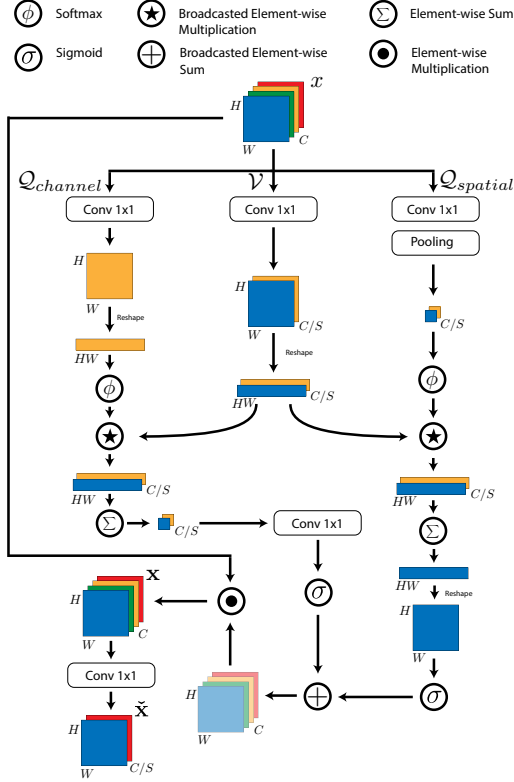 ϕ Softmax
★ Broadcasted Element-wise
Multiplication
Σ Element-wise Sum
σ Sigmoid
+ Broadcasted Element-wise
Sum
Element-wise
Multiplication
x
H
W
C
Q_channel
V
Q_spatial
Conv 1x1
Conv 1x1
Conv 1x1
Pooling
H
W
Reshape
H
W
C/S
Reshape
C/S
HW
ϕ
HW
C/S
ϕ
HW
C/S
HW
C/S
Σ
C/S
Conv 1x1
Σ
HW
Reshape
σ
H
W
x
H
W
C
Conv 1x1
H
W
C
+
σ
x̌
H
W
C/S